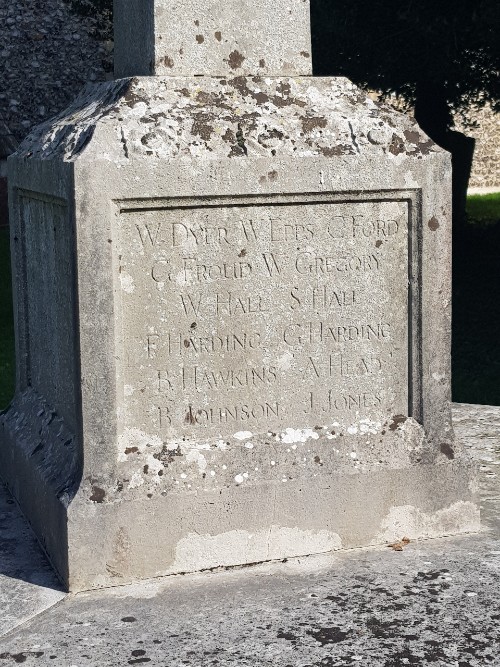 W DYER W EPPS C FORD
G FROUD W GREGORY
W HALL S HALL
F HARDING G HARDING
B HAWKINS A HEAD
B JOHNSON J JONES